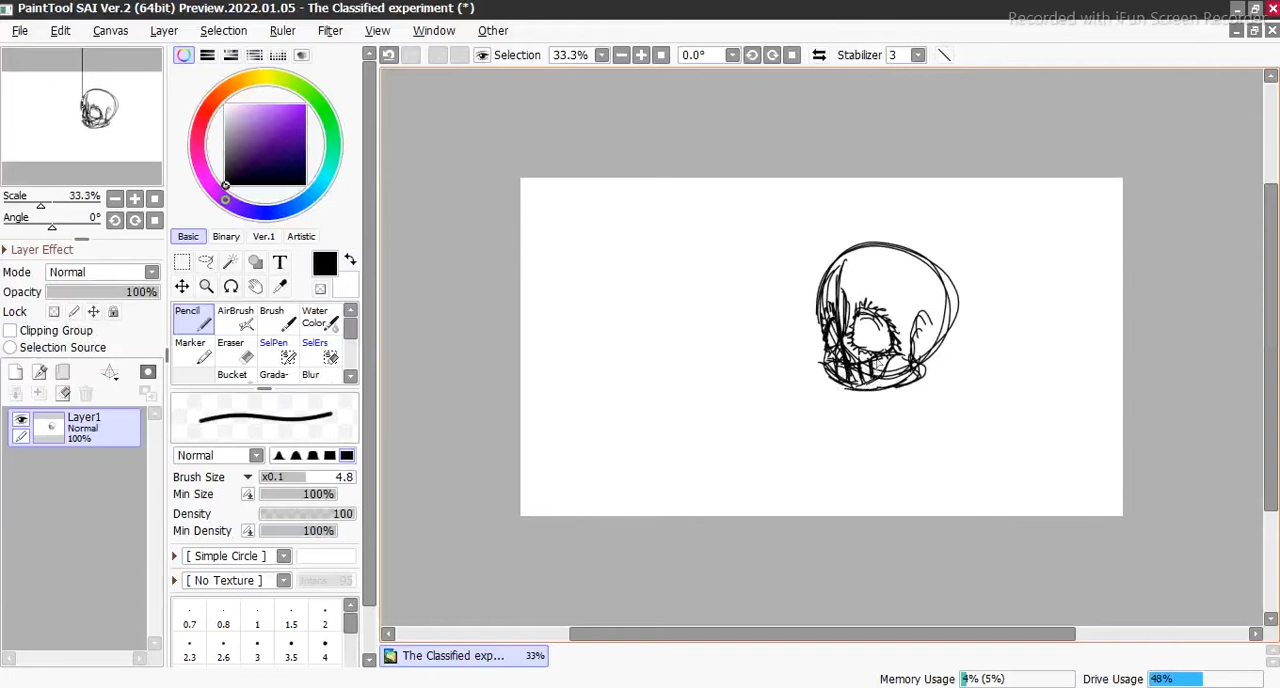 PaintTool SAI Ver.2 (64bit) Preview.2022.01.05 - The Classified experiment (*)
Recorded with iFun Screen Recorder
File Edit Canvas Layer Selection Ruler Filter View Window Other
Selection 33.3% 0.0° Stabilizer 3
Scale 33.3%
Angle 0°
Layer Effect
Mode Normal
Opacity 100%
Lock
Clipping Group
Selection Source
Layer1
Normal
100%
Basic Binary Ver.1 Artistic
T
Pencil AirBrush Brush Water Color
Marker Eraser SelPen SelErs
Bucket Grada- Blur
Normal
Brush Size x0.1 4.8
Min Size 100%
Density 100
Min Density 100%
[ Simple Circle ]
[ No Texture ] 95
0.7 0.8 1 1.5 2
2.3 2.6 3 3.5 4
The Classified exp... 33%
Memory Usage 4% (5%) Drive Usage 48%